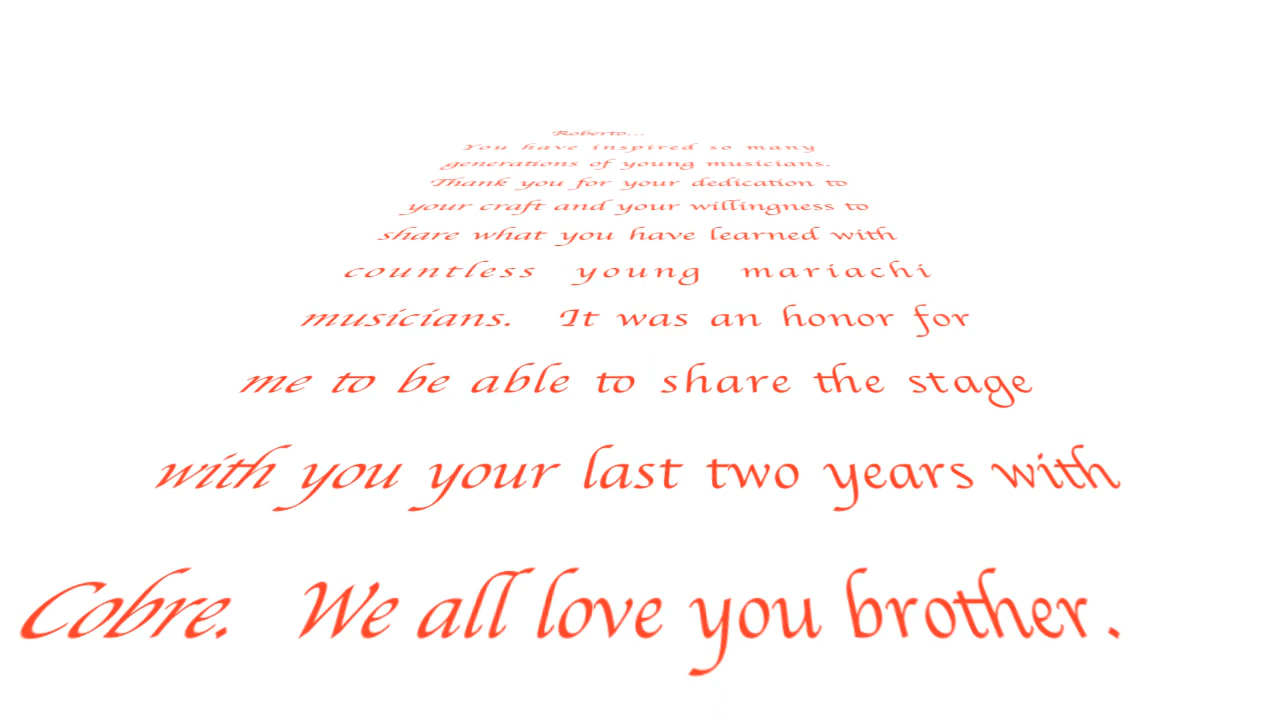 Roberto...
You have inspired so many
generations of young musicians.
Thank you for your dedication to
your craft and your willingness to
share what you have learned with
countless young mariachi
musicians. It was an honor for
me to be able to share the stage
with you your last two years with
Cobre. We all love you brother.